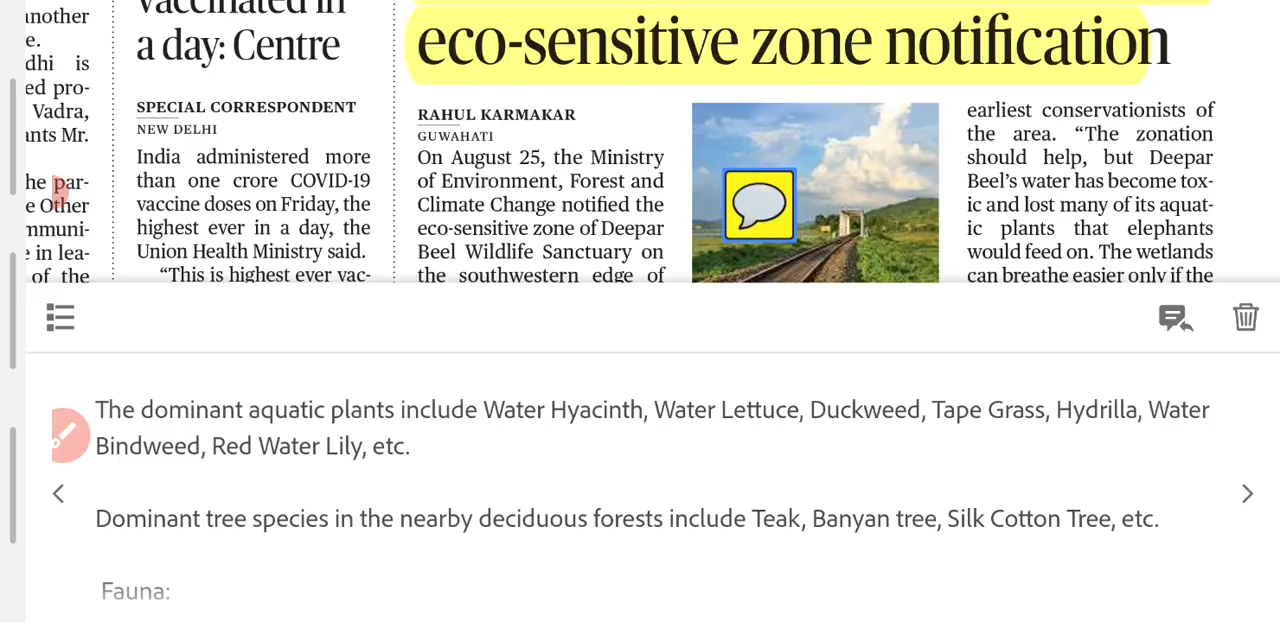 another
e.
dhi is
ed pro-
Vadra,
ants Mr.
he par-
e Other
mmuni-
e in lea-
of the
vaccinated in
a day: Centre
SPECIAL CORRESPONDENT
NEW DELHI
India administered more
than one crore COVID-19
vaccine doses on Friday, the
highest ever in a day, the
Union Health Ministry said.
“This is highest ever vac-
eco-sensitive zone notification
RAHUL KARMAKAR
GUWAHATI
On August 25, the Ministry
of Environment, Forest and
Climate Change notified the
eco-sensitive zone of Deepar
Beel Wildlife Sanctuary on
the southwestern edge of
earliest conservationists of
the area. “The zonation
should help, but Deepar
Beel’s water has become tox-
ic and lost many of its aquat-
ic plants that elephants
would feed on. The wetlands
can breathe easier only if the
The dominant aquatic plants include Water Hyacinth, Water Lettuce, Duckweed, Tape Grass, Hydrilla, Water
Bindweed, Red Water Lily, etc.
Dominant tree species in the nearby deciduous forests include Teak, Banyan tree, Silk Cotton Tree, etc.
Fauna: